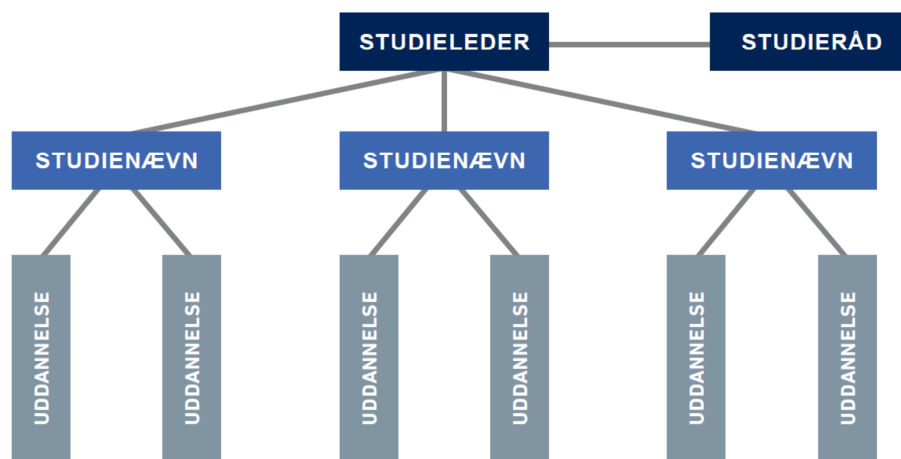 STUDIELEDER
STUDIERÅD
STUDIENÆVN
STUDIENÆVN
STUDIENÆVN
UDDANNELSE
UDDANNELSE
UDDANNELSE
UDDANNELSE
UDDANNELSE
UDDANNELSE